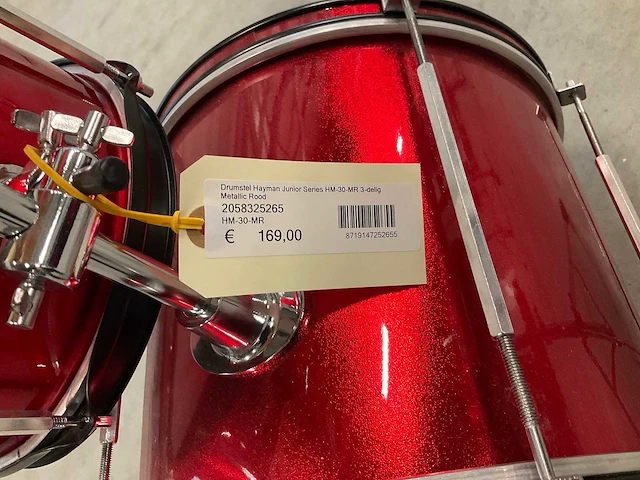 Drumstel Hayman Junior Series HM-30-MR 3-delig
Metallic Rood
2058325265
HM-30-MR
€ 169,00
8719147252655